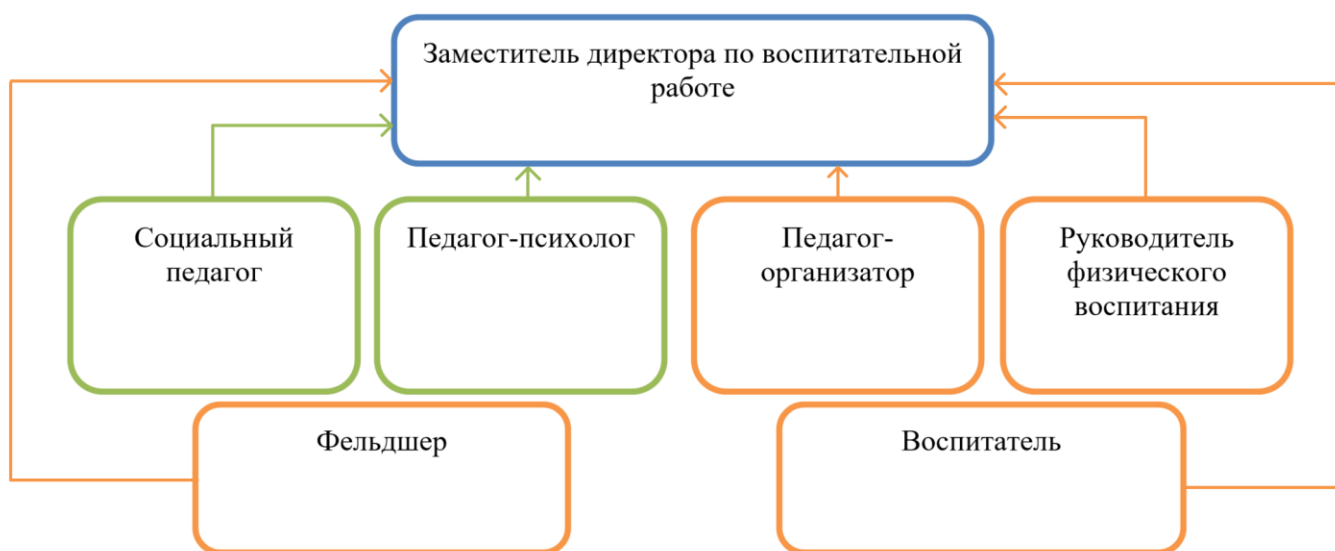 Заместитель директора по воспитательной
работе
Социальный
педагог
Педагог-психолог
Педагог-
организатор
Руководитель
физического
воспитания
Фельдшер
Воспитатель